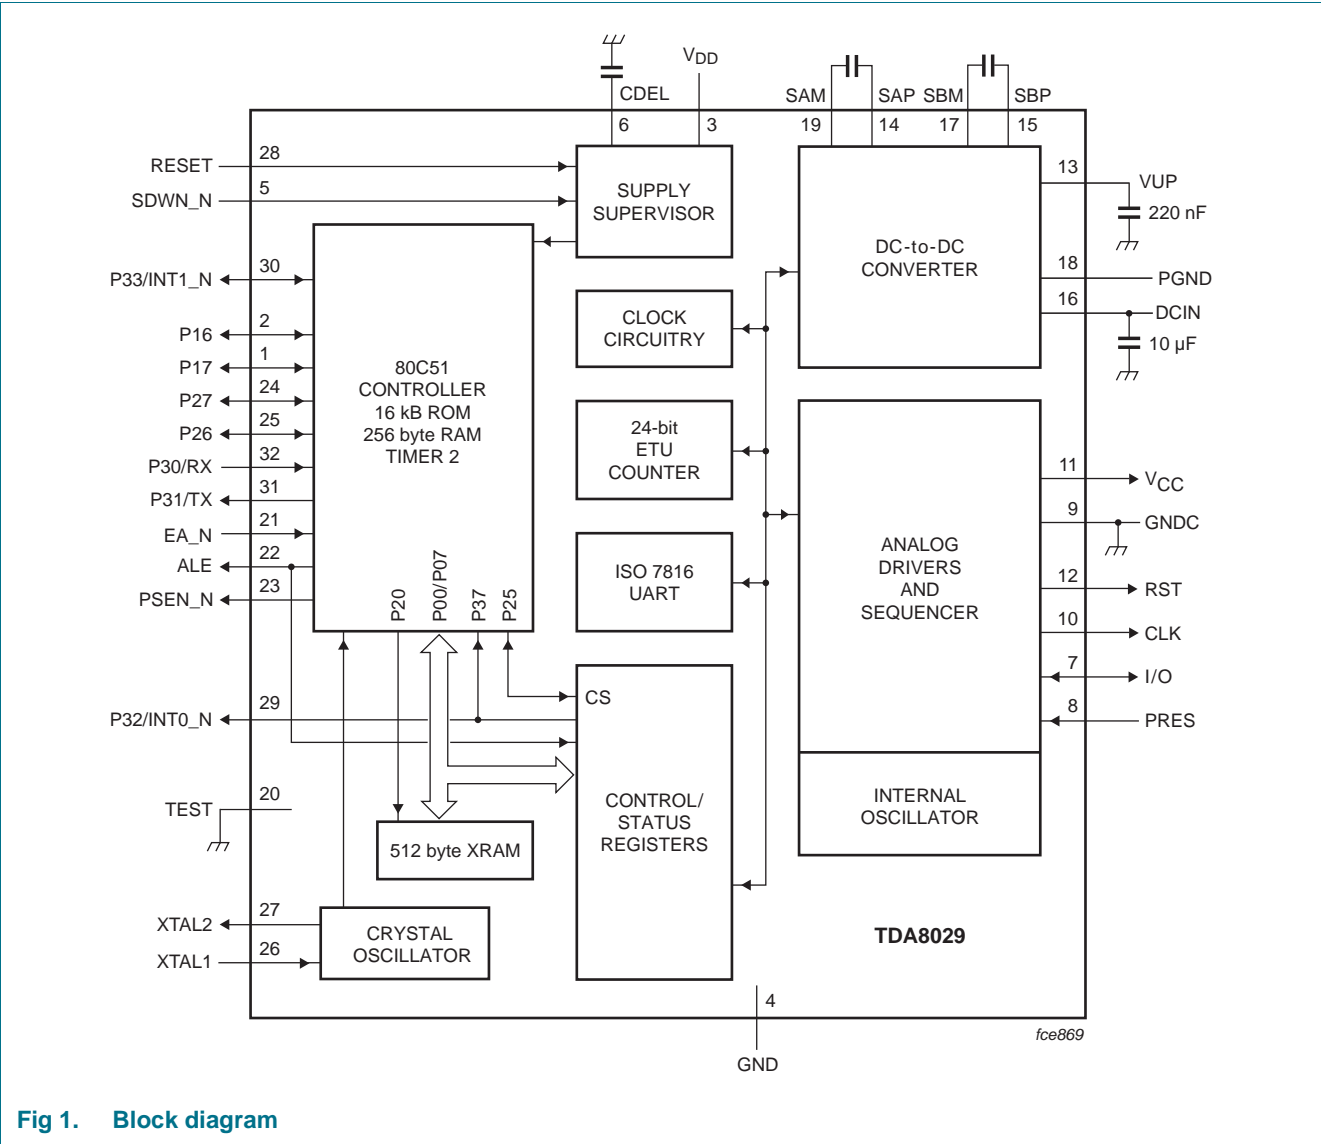 CDEL
VDD
SAM
SAP
SBM
SBP
6
3
19
14
17
15
RESET
28
SDWN_N
5
SUPPLY
SUPERVISOR
13
VUP
220 nF
DC-to-DC
CONVERTER
18
PGND
16
DCIN
10 µF
P33/INT1_N
30
P16
2
P17
1
P27
24
P26
25
P30/RX
32
P31/TX
31
EA_N
21
ALE
22
PSEN_N
23
80C51
CONTROLLER
16 kB ROM
256 byte RAM
TIMER 2
P20
P00/P07
P37
P25
CLOCK
CIRCUITRY
24-bit
ETU
COUNTER
ISO 7816
UART
ANALOG
DRIVERS
AND
SEQUENCER
11
VCC
9
GNDC
12
RST
10
CLK
7
I/O
8
PRES
INTERNAL
OSCILLATOR
CS
CONTROL/
STATUS
REGISTERS
P32/INT0_N
29
TEST
20
512 byte XRAM
XTAL2
27
XTAL1
26
CRYSTAL
OSCILLATOR
TDA8029
4
GND
fce869
Fig 1. Block diagram